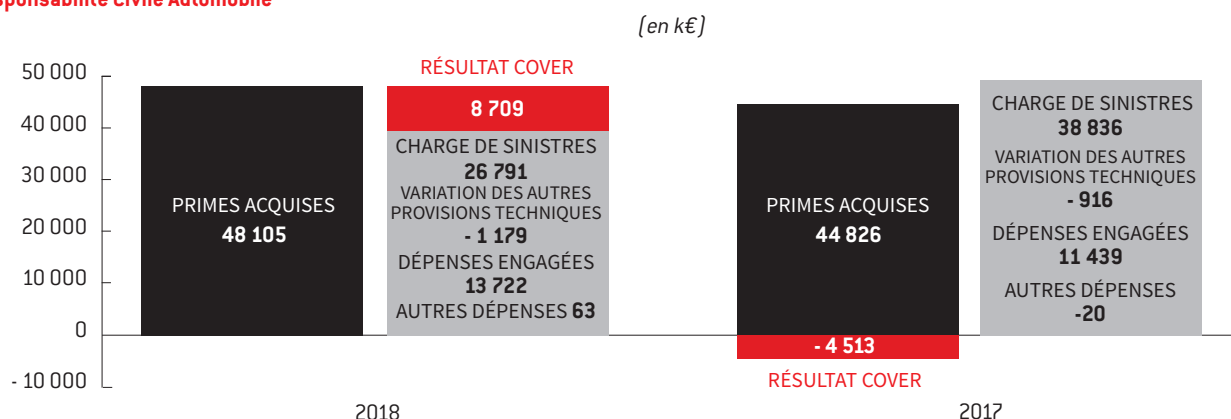 sponsabilité Civile Automobile
(en k€)
50 000
40 000
30 000
20 000
10 000
0
- 10 000
PRIMES ACQUISES
48 105
RÉSULTAT COVER
8 709
CHARGE DE SINISTRES
26 791
VARIATION DES AUTRES
PROVISIONS TECHNIQUES
- 1 179
DÉPENSES ENGAGÉES
13 722
AUTRES DÉPENSES 63
2018
PRIMES ACQUISES
44 826
- 4 513
RÉSULTAT COVER
CHARGE DE SINISTRES
38 836
VARIATION DES AUTRES
PROVISIONS TECHNIQUES
- 916
DÉPENSES ENGAGÉES
11 439
AUTRES DÉPENSES
-20
2017